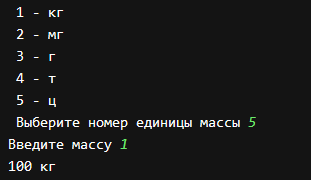 1 - кг
2 - мг
3 - г
4 - т
5 - ц
Выберите номер единицы массы 5
Введите массу 1
100 кг